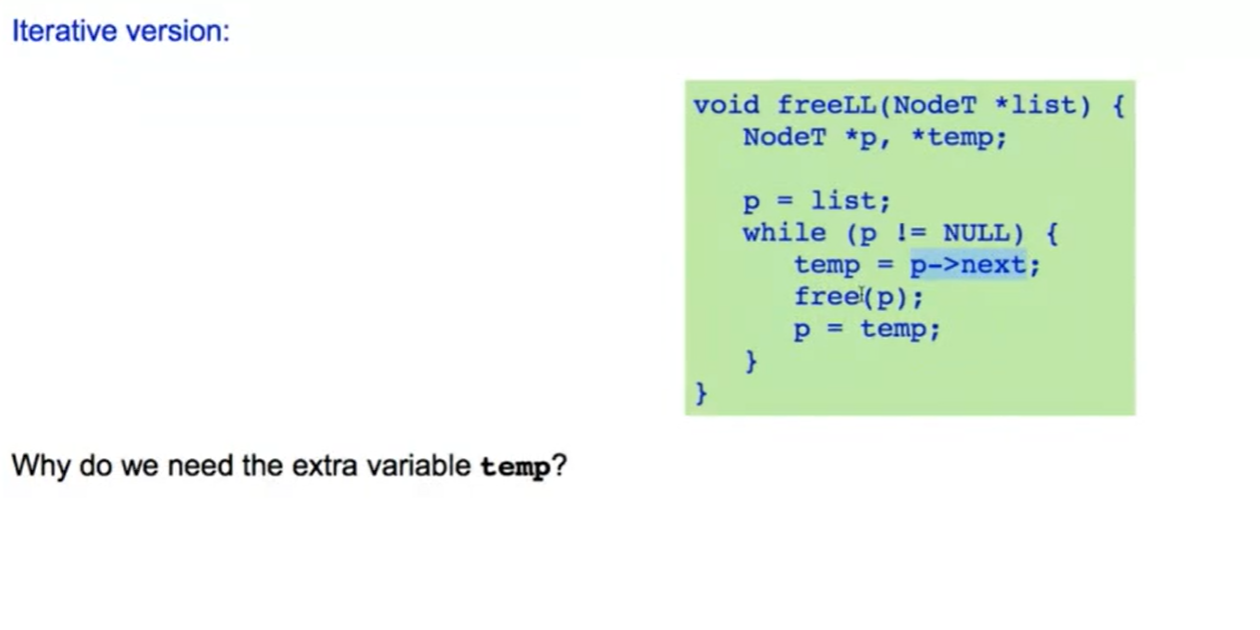 Iterative version:
void freeLL(NodeT *list) {
NodeT *p, *temp;
p = list;
while (p != NULL) {
temp = p->next;
free(p);
p = temp;
}
}
Why do we need the extra variable temp?